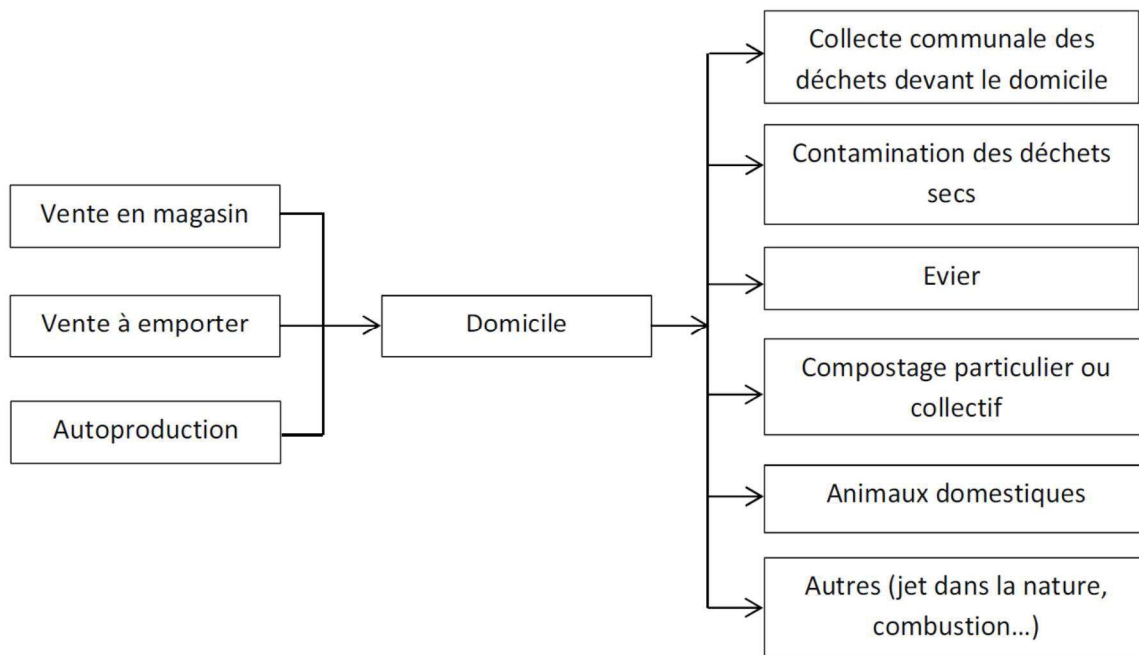 Vente en magasin
Vente à emporter
Autoproduction
Domicile
Collecte communale des
déchets devant le domicile
Contamination des déchets
secs
Evier
Compostage particulier ou
collectif
Animaux domestiques
Autres (jet dans la nature,
combustion…)